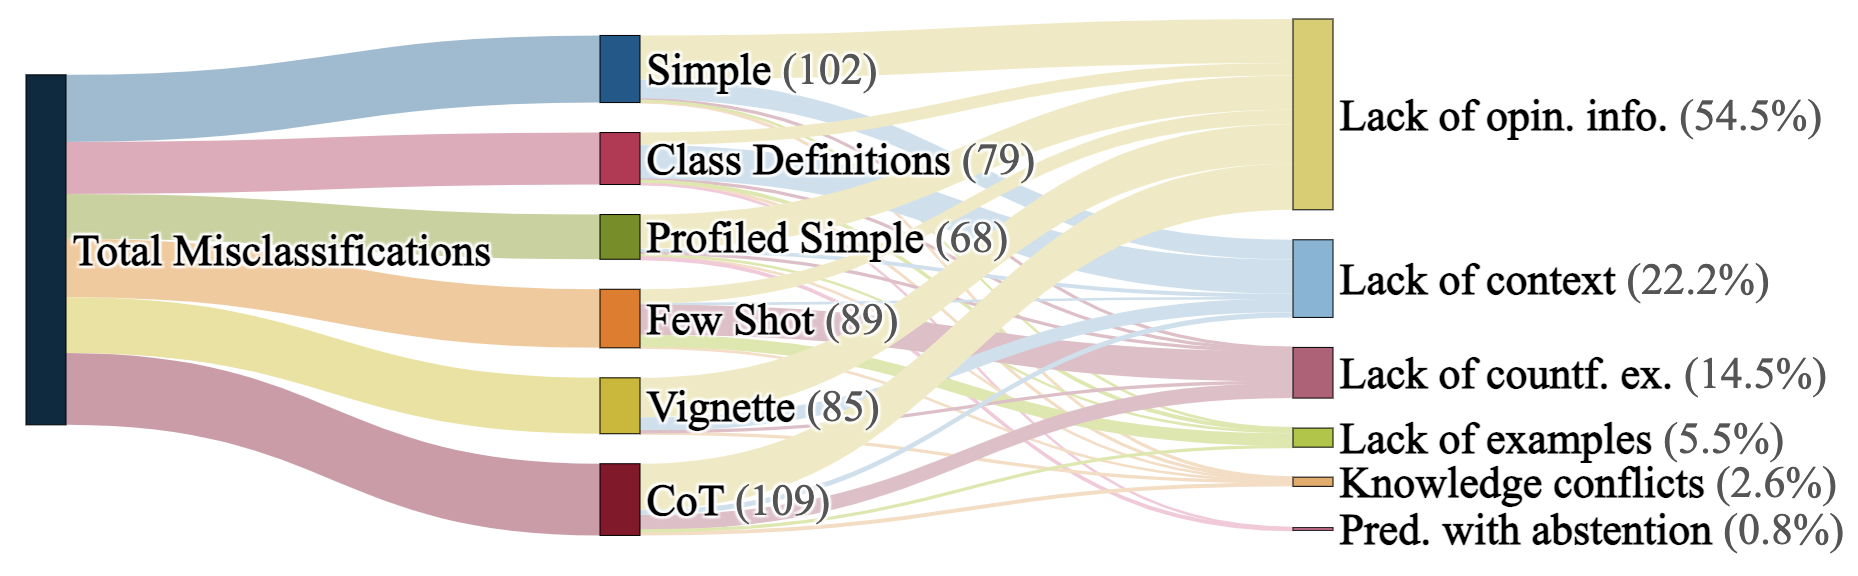 Total Misclassifications
Simple (102)
Class Definitions (79)
Profiled Simple (68)
Few Shot (89)
Vignette (85)
CoT (109)
Lack of opin. info. (54.5%)
Lack of context (22.2%)
Lack of countf. ex. (14.5%)
Lack of examples (5.5%)
Knowledge conflicts (2.6%)
Pred. with abstention (0.8%)